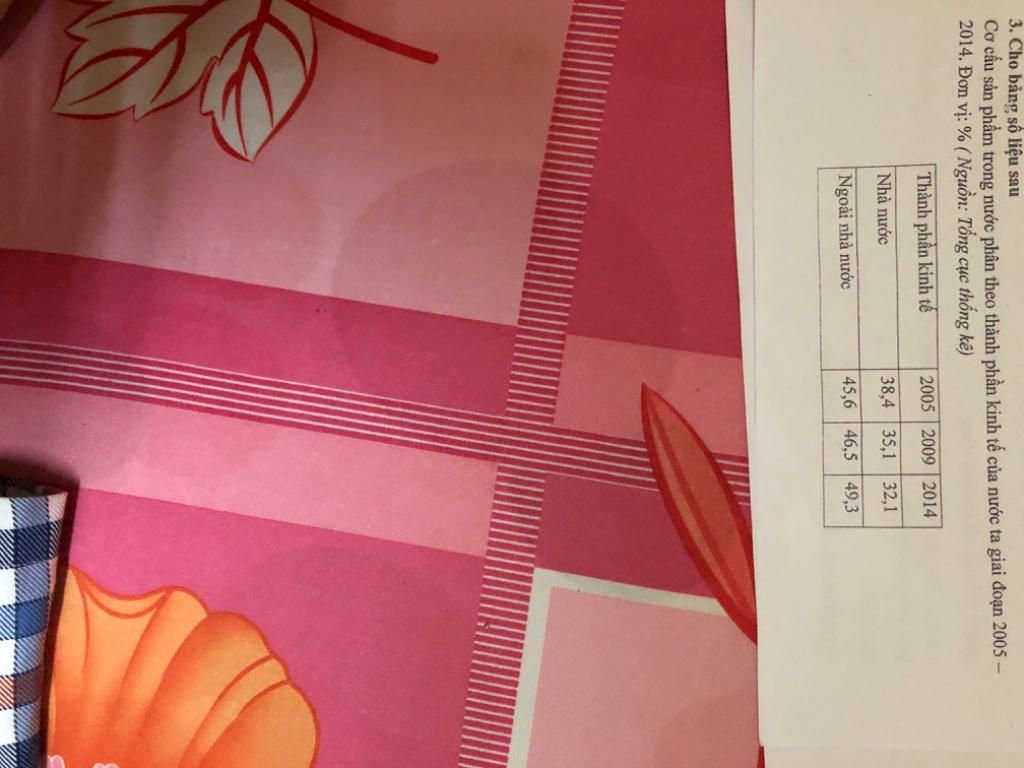 3. Cho bảng số liệu sau
Cơ cấu sản phẩm trong nước phân theo thành phần kinh tế của nước ta giai đoạn 2005 –
2014. Đơn vị: % ( Nguồn: Tổng cục thống kê)
Thành phần kinh tế 2005 2009 2014
Nhà nước 38,4 35,1 32,1
Ngoài nhà nước 45,6 46,5 49,3